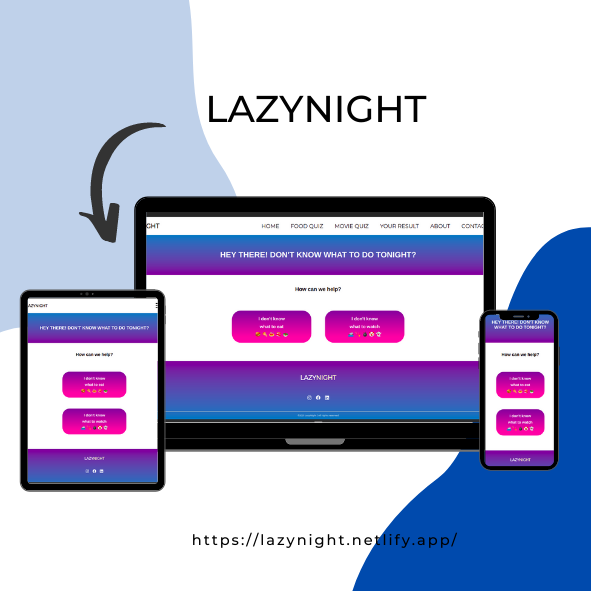 LAZYNIGHT
GHT HOME FOOD QUIZ MOVIE QUIZ YOUR RESULT ABOUT CONTAC
HEY THERE! DON'T KNOW WHAT TO DO TONIGHT?
How can we help?
I don't know
what to eat
I don't know
what to watch
LAZYNIGHT
AZYNIGHT
HEY THERE! DON'T KNOW WHAT TO DO TONIGHT?
How can we help?
I don't know
what to eat
I don't know
what to watch
LAZYNIGHT
HEY THERE! DON'T KNOW
WHAT TO DO TONIGHT?
How can we help?
I don't know
what to eat
I don't know
what to watch
LAZYNIGHT
https://lazynight.netlify.app/